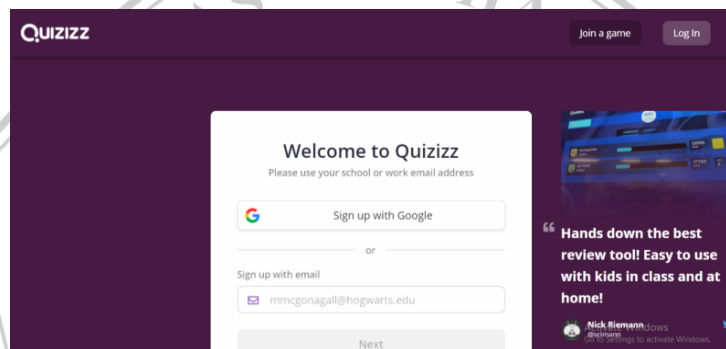 QUIZIZZ
Join a game
Log In
Welcome to Quizizz
Please use your school or work email address
Sign up with Google
or
Sign up with email
mmcgonagall@hogwarts.edu
Next
“ Hands down the best
review tool! Easy to use
with kids in class and at
home!
Nick Riemann
@scimann
Activate Windows
Go to Settings to activate Windows.